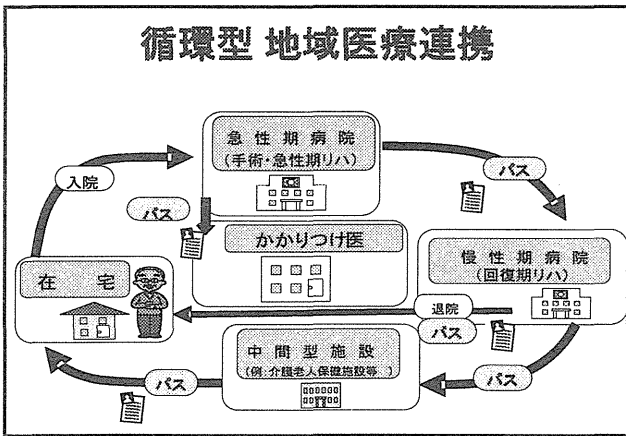 循環型 地域医療連携
急性期病院
(手術・急性期リハ)
入院
パス
パス
かかりつけ医
在宅
慢性期病院
(回復期リハ)
退院
パス
中間型施設
(例:介護老人保健施設等)
パス
パス